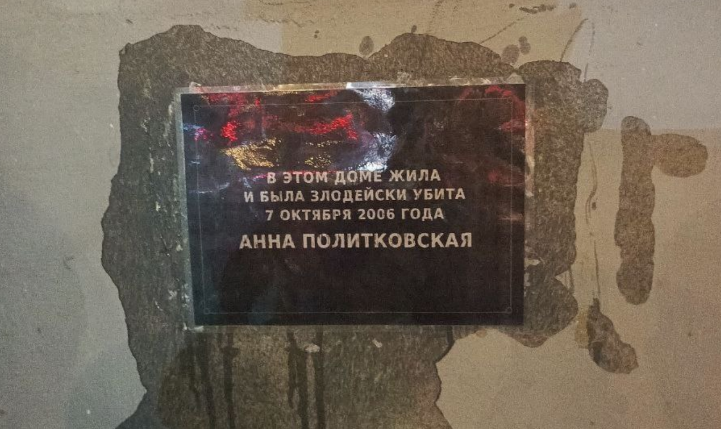 В ЭТОМ ДОМЕ ЖИЛА
И БЫЛА ЗЛОДЕЙСКИ УБИТА
7 ОКТЯБРЯ 2006 ГОДА
АННА ПОЛИТКОВСКАЯ